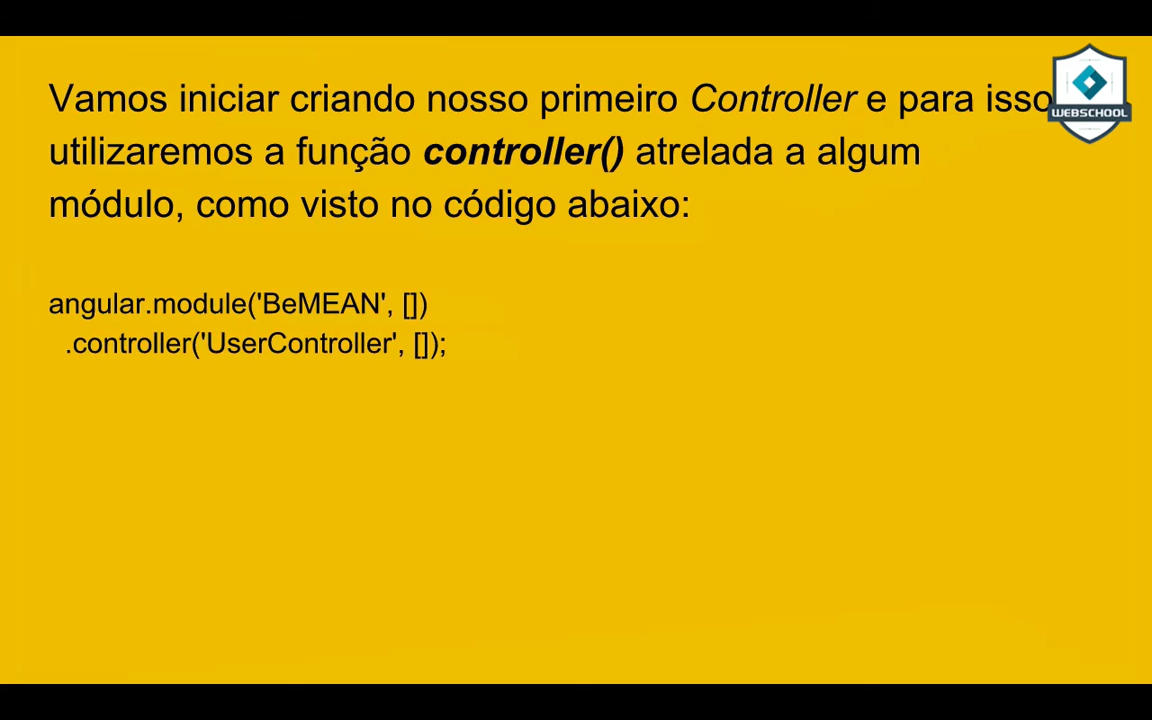 Vamos iniciar criando nosso primeiro Controller e para isso
utilizaremos a função controller() atrelada a algum
módulo, como visto no código abaixo:
angular.module('BeMEAN', [])
.controller('UserController', []);
WEBSCHOOL